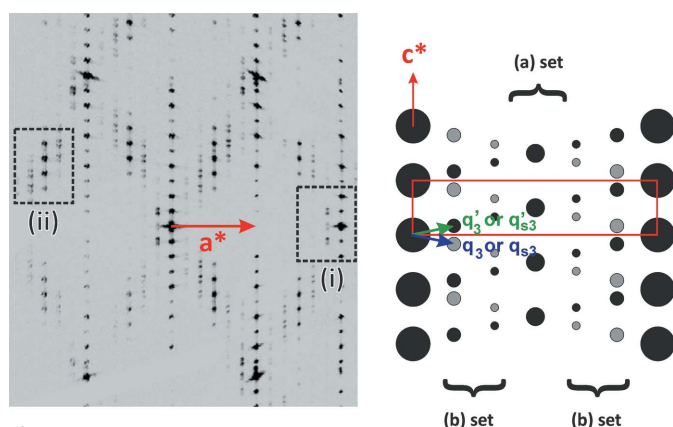 (ii)
a*
(i)
c*
(a) set
q'3 or q's3
q3 or qs3
(b) set
(b) set